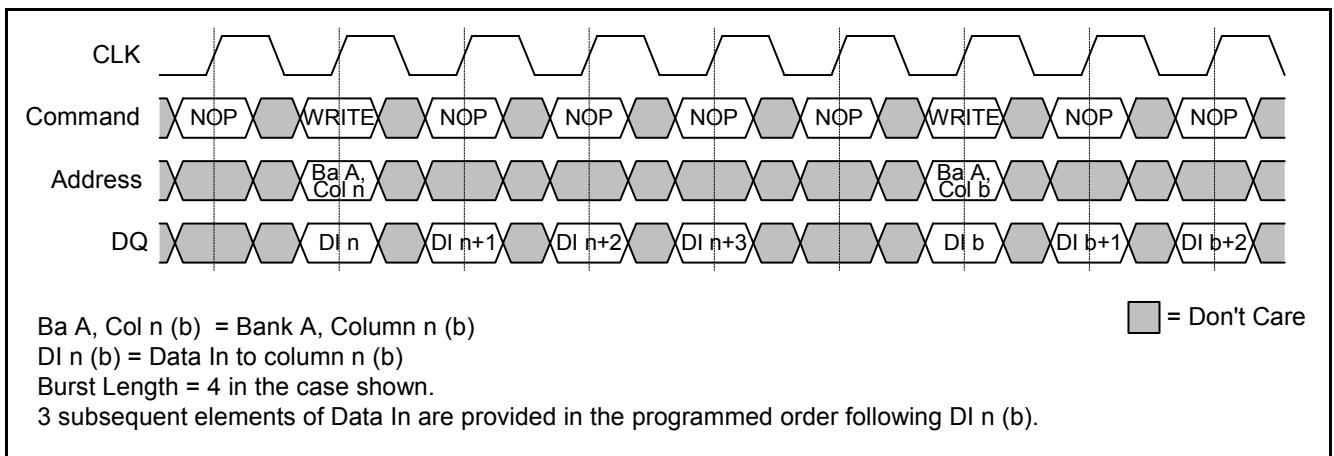 CLK
Command NOP WRITE NOP NOP NOP NOP WRITE NOP NOP
Address Ba A, Col n Ba A, Col b
DQ DI n DI n+1 DI n+2 DI n+3 DI b DI b+1 DI b+2
= Don't Care
Ba A, Col n (b) = Bank A, Column n (b)
DI n (b) = Data In to column n (b)
Burst Length = 4 in the case shown.
3 subsequent elements of Data In are provided in the programmed order following DI n (b).